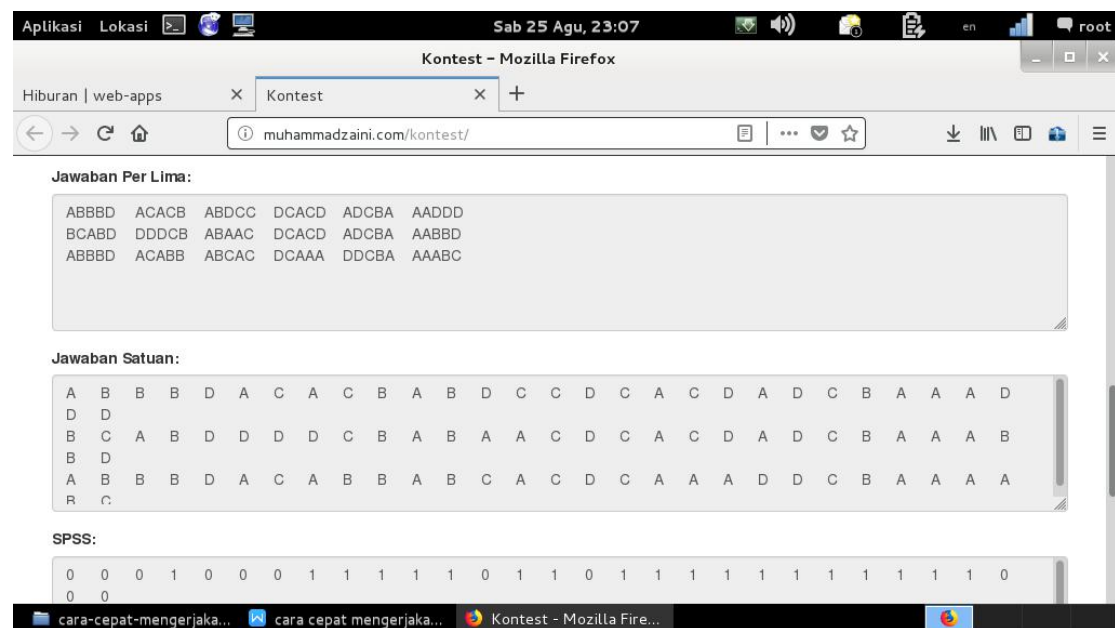 Aplikasi Lokasi Sab 25 Agu, 23:07 en root
Kontest - Mozilla Firefox
Hiburan | web-apps × Kontest × +
muhammadzaini.com/kontest/
Jawaban Per Lima:
ABBBD ACACB ABDCC DCACD ADCBA AADDD
BCABD DDDCB ABAAC DCACD ADCBA AABBD
ABBBD ACABB ABCAC DCAAA DDCBA AAABC
Jawaban Satuan:
A B B B D A C A C B A B D C C D C A C D A D C B A A A D
D D
B C A B D D D D C B A B A A C D C A C D A D C B A A A B
B D
A B B B D A C A B B A B C A C D C A A A D D C B A A A A
B C
SPSS:
0 0 0 1 0 0 0 1 1 1 1 1 0 1 1 0 1 1 1 1 1 1 1 1 1 1 1 0
0 0
cara-cepat-mengerjaka... cara cepat mengerjaka... Kontest - Mozilla Fire...